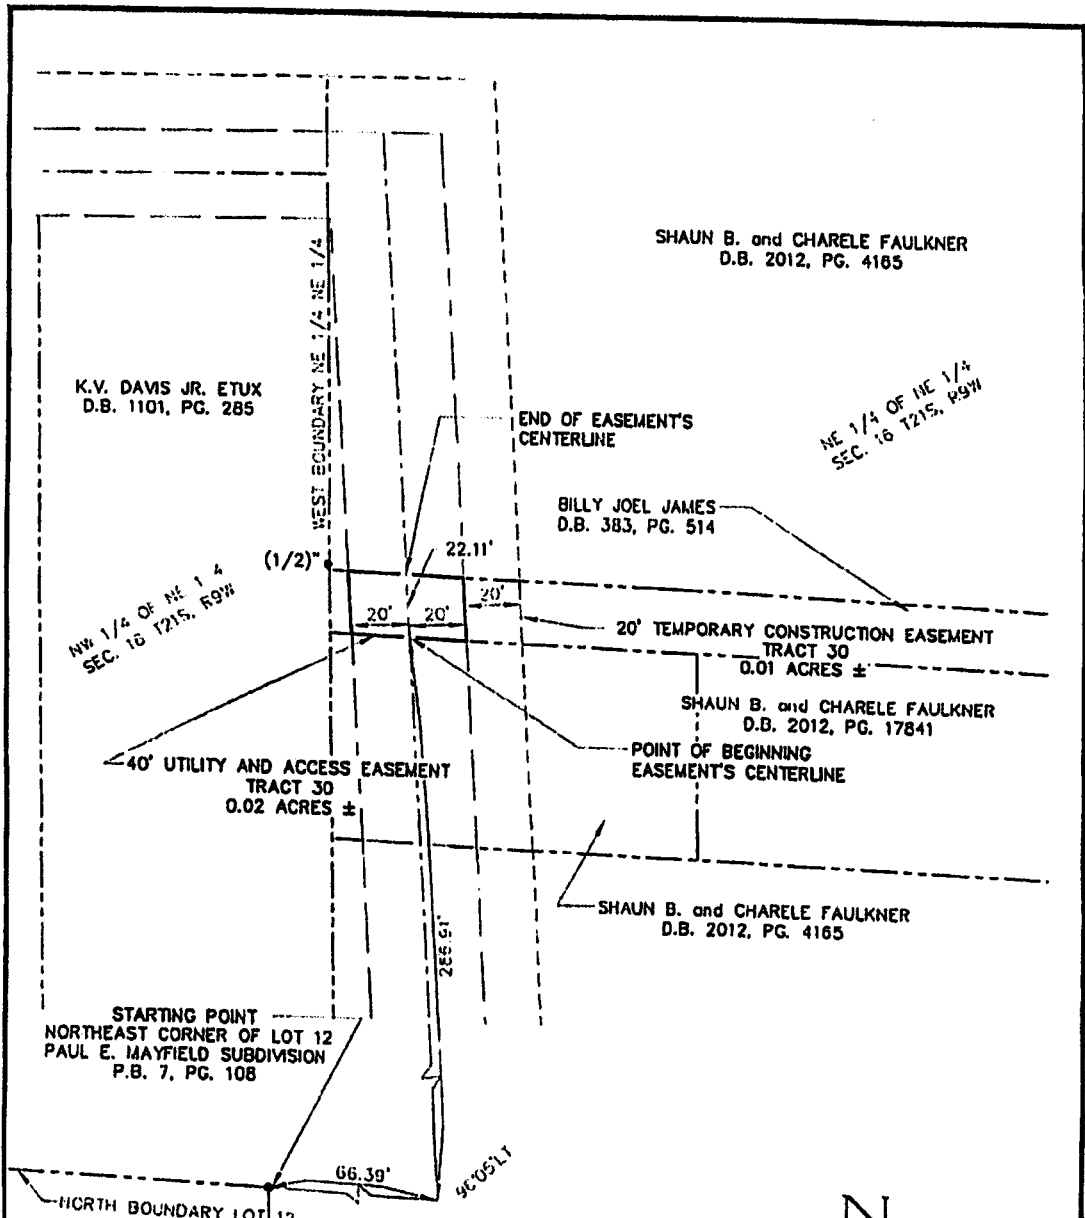 SHAUN B. and CHARELE FAULKNER
D.B. 2012, PG. 4165
WEST BOUNDARY NE 1/4 NE 1/4
K.V. DAVIS JR. ETUX
D.B. 1101, PG. 285
NE 1/4 OF NE 1/4
SEC. 16 T21S, R9W
END OF EASEMENT'S
CENTERLINE
BILLY JOEL JAMES
D.B. 383, PG. 514
(1/2)"
22.11'
NW 1/4 OF NE 1 4
SEC. 16 T21S, R9W
20'
20'
20'
20' TEMPORARY CONSTRUCTION EASEMENT
TRACT 30
0.01 ACRES ±
SHAUN B. and CHARELE FAULKNER
D.B. 2012, PG. 17841
POINT OF BEGINNING
EASEMENT'S CENTERLINE
40' UTILITY AND ACCESS EASEMENT
TRACT 30
0.02 ACRES ±
SHAUN B. and CHARELE FAULKNER
D.B. 2012, PG. 4165
STARTING POINT
NORTHEAST CORNER OF LOT 12
PAUL E. MAYFIELD SUBDIVISION
P.B. 7, PG. 108
66.39'
NORTH BOUNDARY LOT 12
N